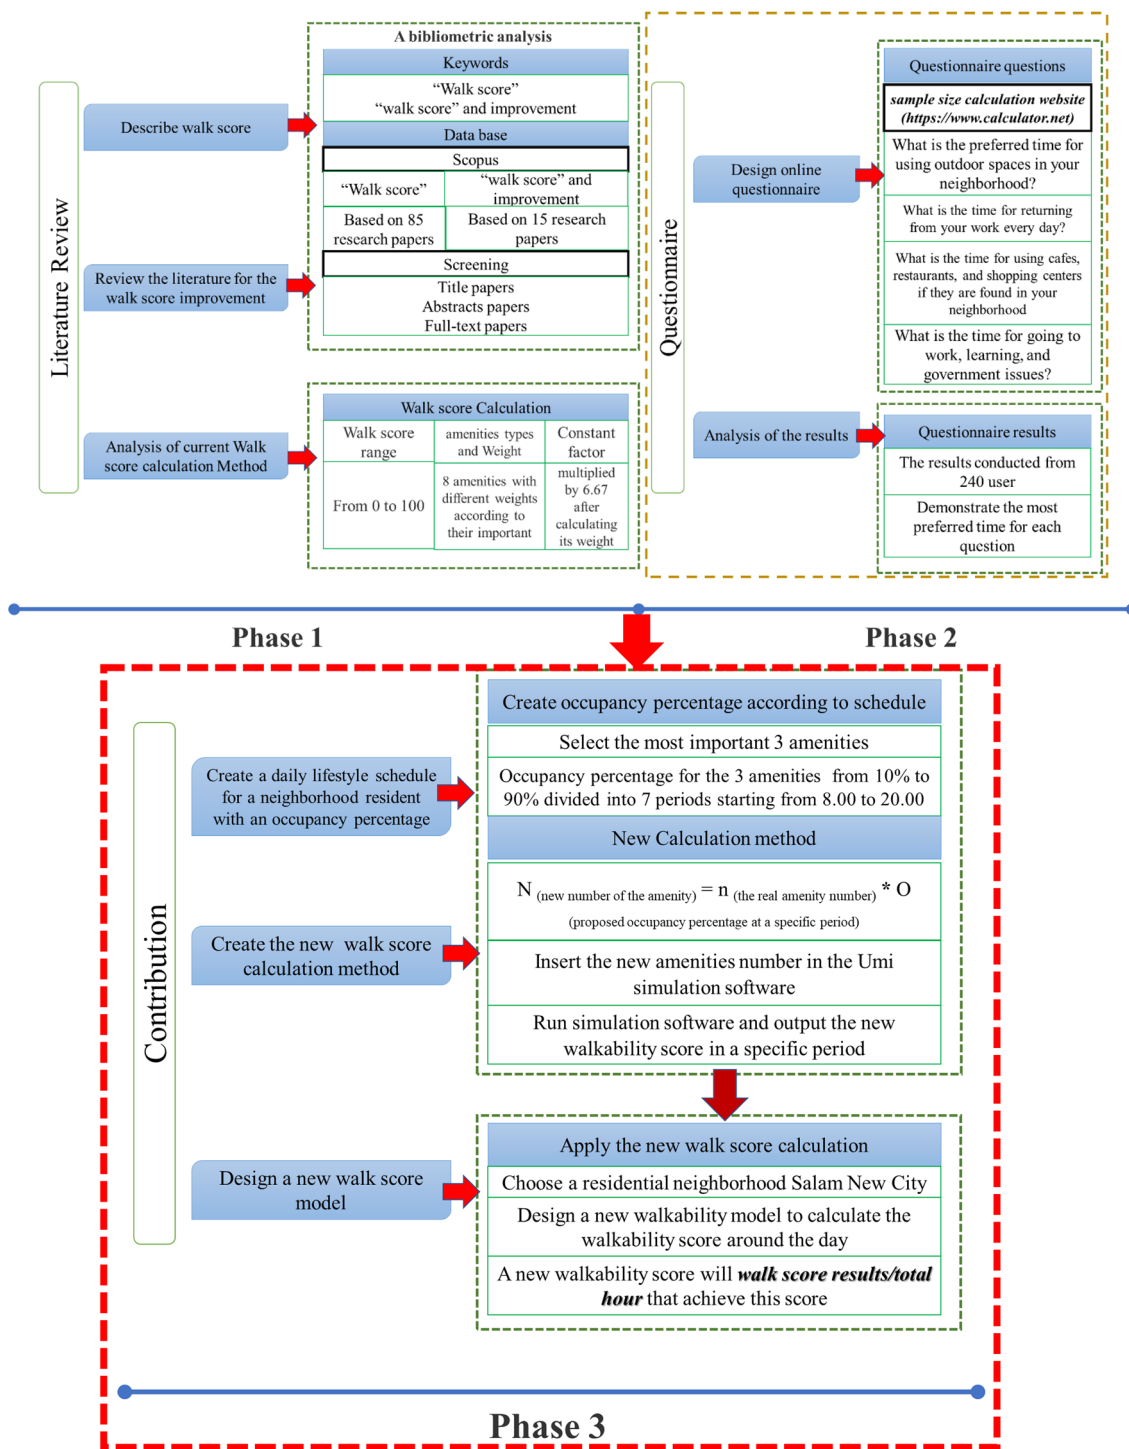 Literature Review
Describe walk score
Review the literature for the
walk score improvement
Analysis of current Walk
score calculation Method
A bibliometric analysis
Keywords
“Walk score”
“walk score” and improvement
Data base
Scopus
“Walk score”
“walk score” and
improvement
Based on 85
research papers
Based on 15 research
papers
Screening
Title papers
Abstracts papers
Full-text papers
Walk score Calculation
Walk score
range
amenities types
and Weight
Constant
factor
From 0 to 100
8 amenities with
different weights
according to
their important
multiplied
by 6.67
after
calculating
its weight
Questionnaire
Design online
questionnaire
Analysis of the results
Questionnaire questions
sample size calculation website
(https://www.calculator.net)
What is the preferred time for
using outdoor spaces in your
neighborhood?
What is the time for returning
from your work every day?
What is the time for using cafes,
restaurants, and shopping centers
if they are found in your
neighborhood
What is the time for going to
work, learning, and
government issues?
Questionnaire results
The results conducted from
240 user
Demonstrate the most
preferred time for each
question
Phase 1
Phase 2
Contribution
Create a daily lifestyle schedule
for a neighborhood resident
with an occupancy percentage
Create the new walk score
calculation method
Design a new walk score
model
Create occupancy percentage according to schedule
Select the most important 3 amenities
Occupancy percentage for the 3 amenities from 10% to
90% divided into 7 periods starting from 8.00 to 20.00
New Calculation method
N (new number of the amenity) = n (the real amenity number) * O
(proposed occupancy percentage at a specific period)
Insert the new amenities number in the Umi
simulation software
Run simulation software and output the new
walkability score in a specific period
Apply the new walk score calculation
Choose a residential neighborhood Salam New City
Design a new walkability model to calculate the
walkability score around the day
A new walkability score will walk score results/total
hour that achieve this score
Phase 3